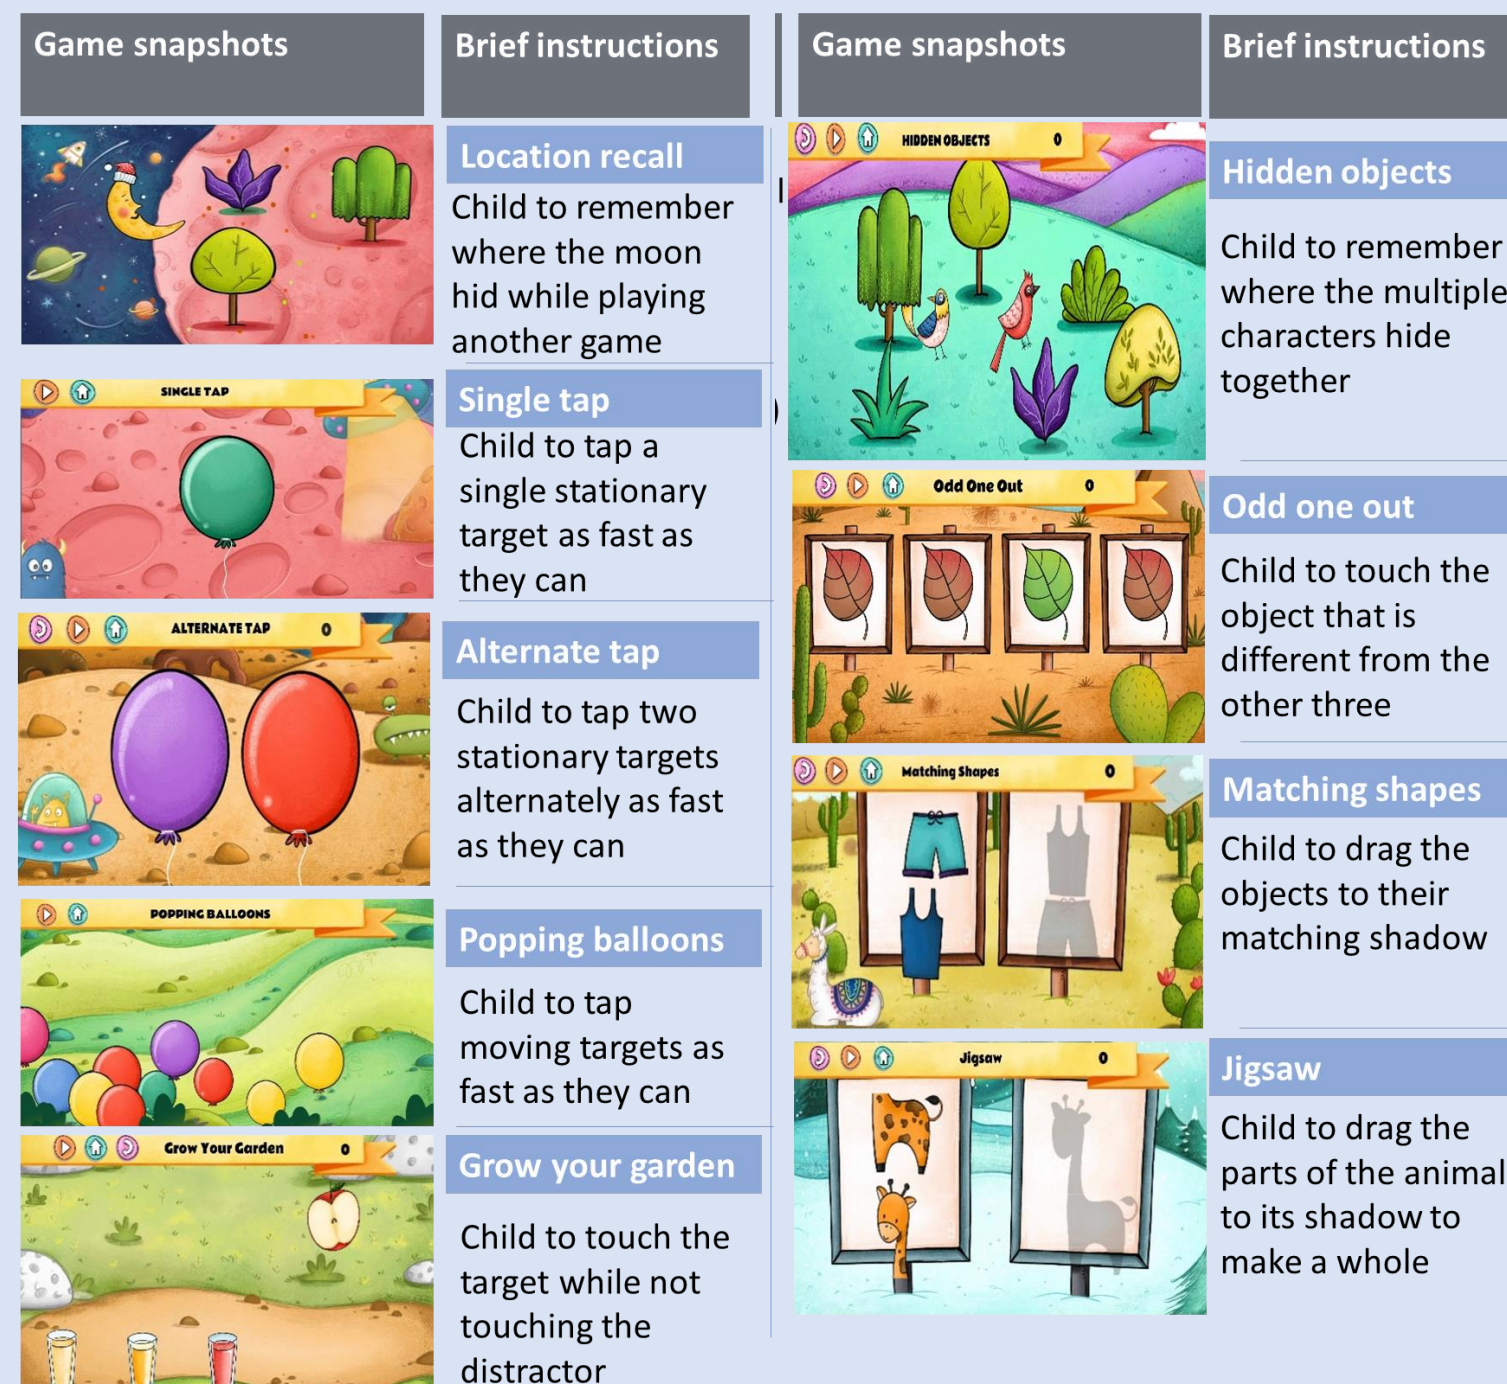 Game snapshots
Brief instructions
Location recall
Child to remember
where the moon
hid while playing
another game
SINGLE TAP
Single tap
Child to tap a
single stationary
target as fast as
they can
ALTERNATE TAP 0
Alternate tap
Child to tap two
stationary targets
alternately as fast
as they can
POPPING BALLOONS
Popping balloons
Child to tap
moving targets as
fast as they can
Grow Your Garden 0
Grow your garden
Child to touch the
target while not
touching the
distractor
Game snapshots
Brief instructions
HIDDEN OBJECTS 0
Hidden objects
Child to remember
where the multiple
characters hide
together
Odd One Out 0
Odd one out
Child to touch the
object that is
different from the
other three
Matching Shapes 0
Matching shapes
Child to drag the
objects to their
matching shadow
Jigsaw 0
Jigsaw
Child to drag the
parts of the animal
to its shadow to
make a whole